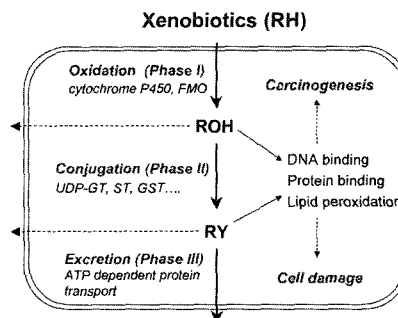 Xenobiotics (RH)
Oxidation (Phase I)
cytochrome P450, FMO
Carcinogenesis
ROH
DNA binding
Conjugation (Phase II)
Protein binding
UDP-GT, ST, GST....
Lipid peroxidation
RY
Excretion (Phase III)
ATP dependent protein
transport
Cell damage